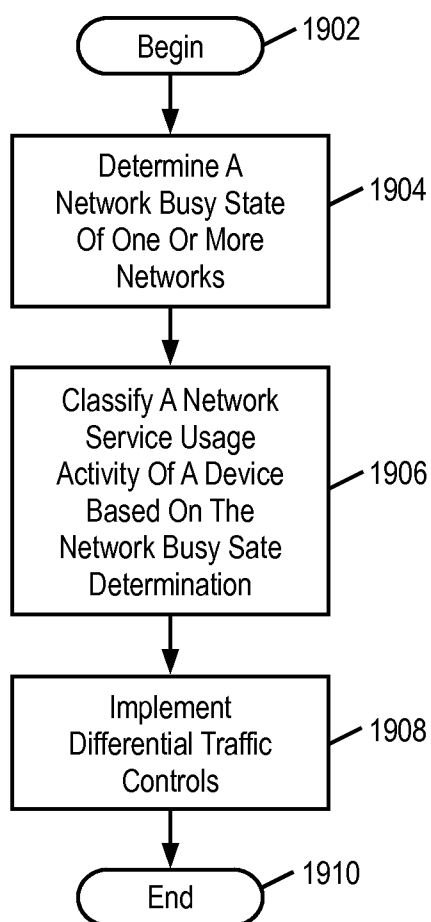 Begin
1902
Determine A
Network Busy State
Of One Or More
Networks
1904
Classify A Network
Service Usage
Activity Of A Device
Based On The
Network Busy Sate
Determination
1906
Implement
Differential Traffic
Controls
1908
End
1910